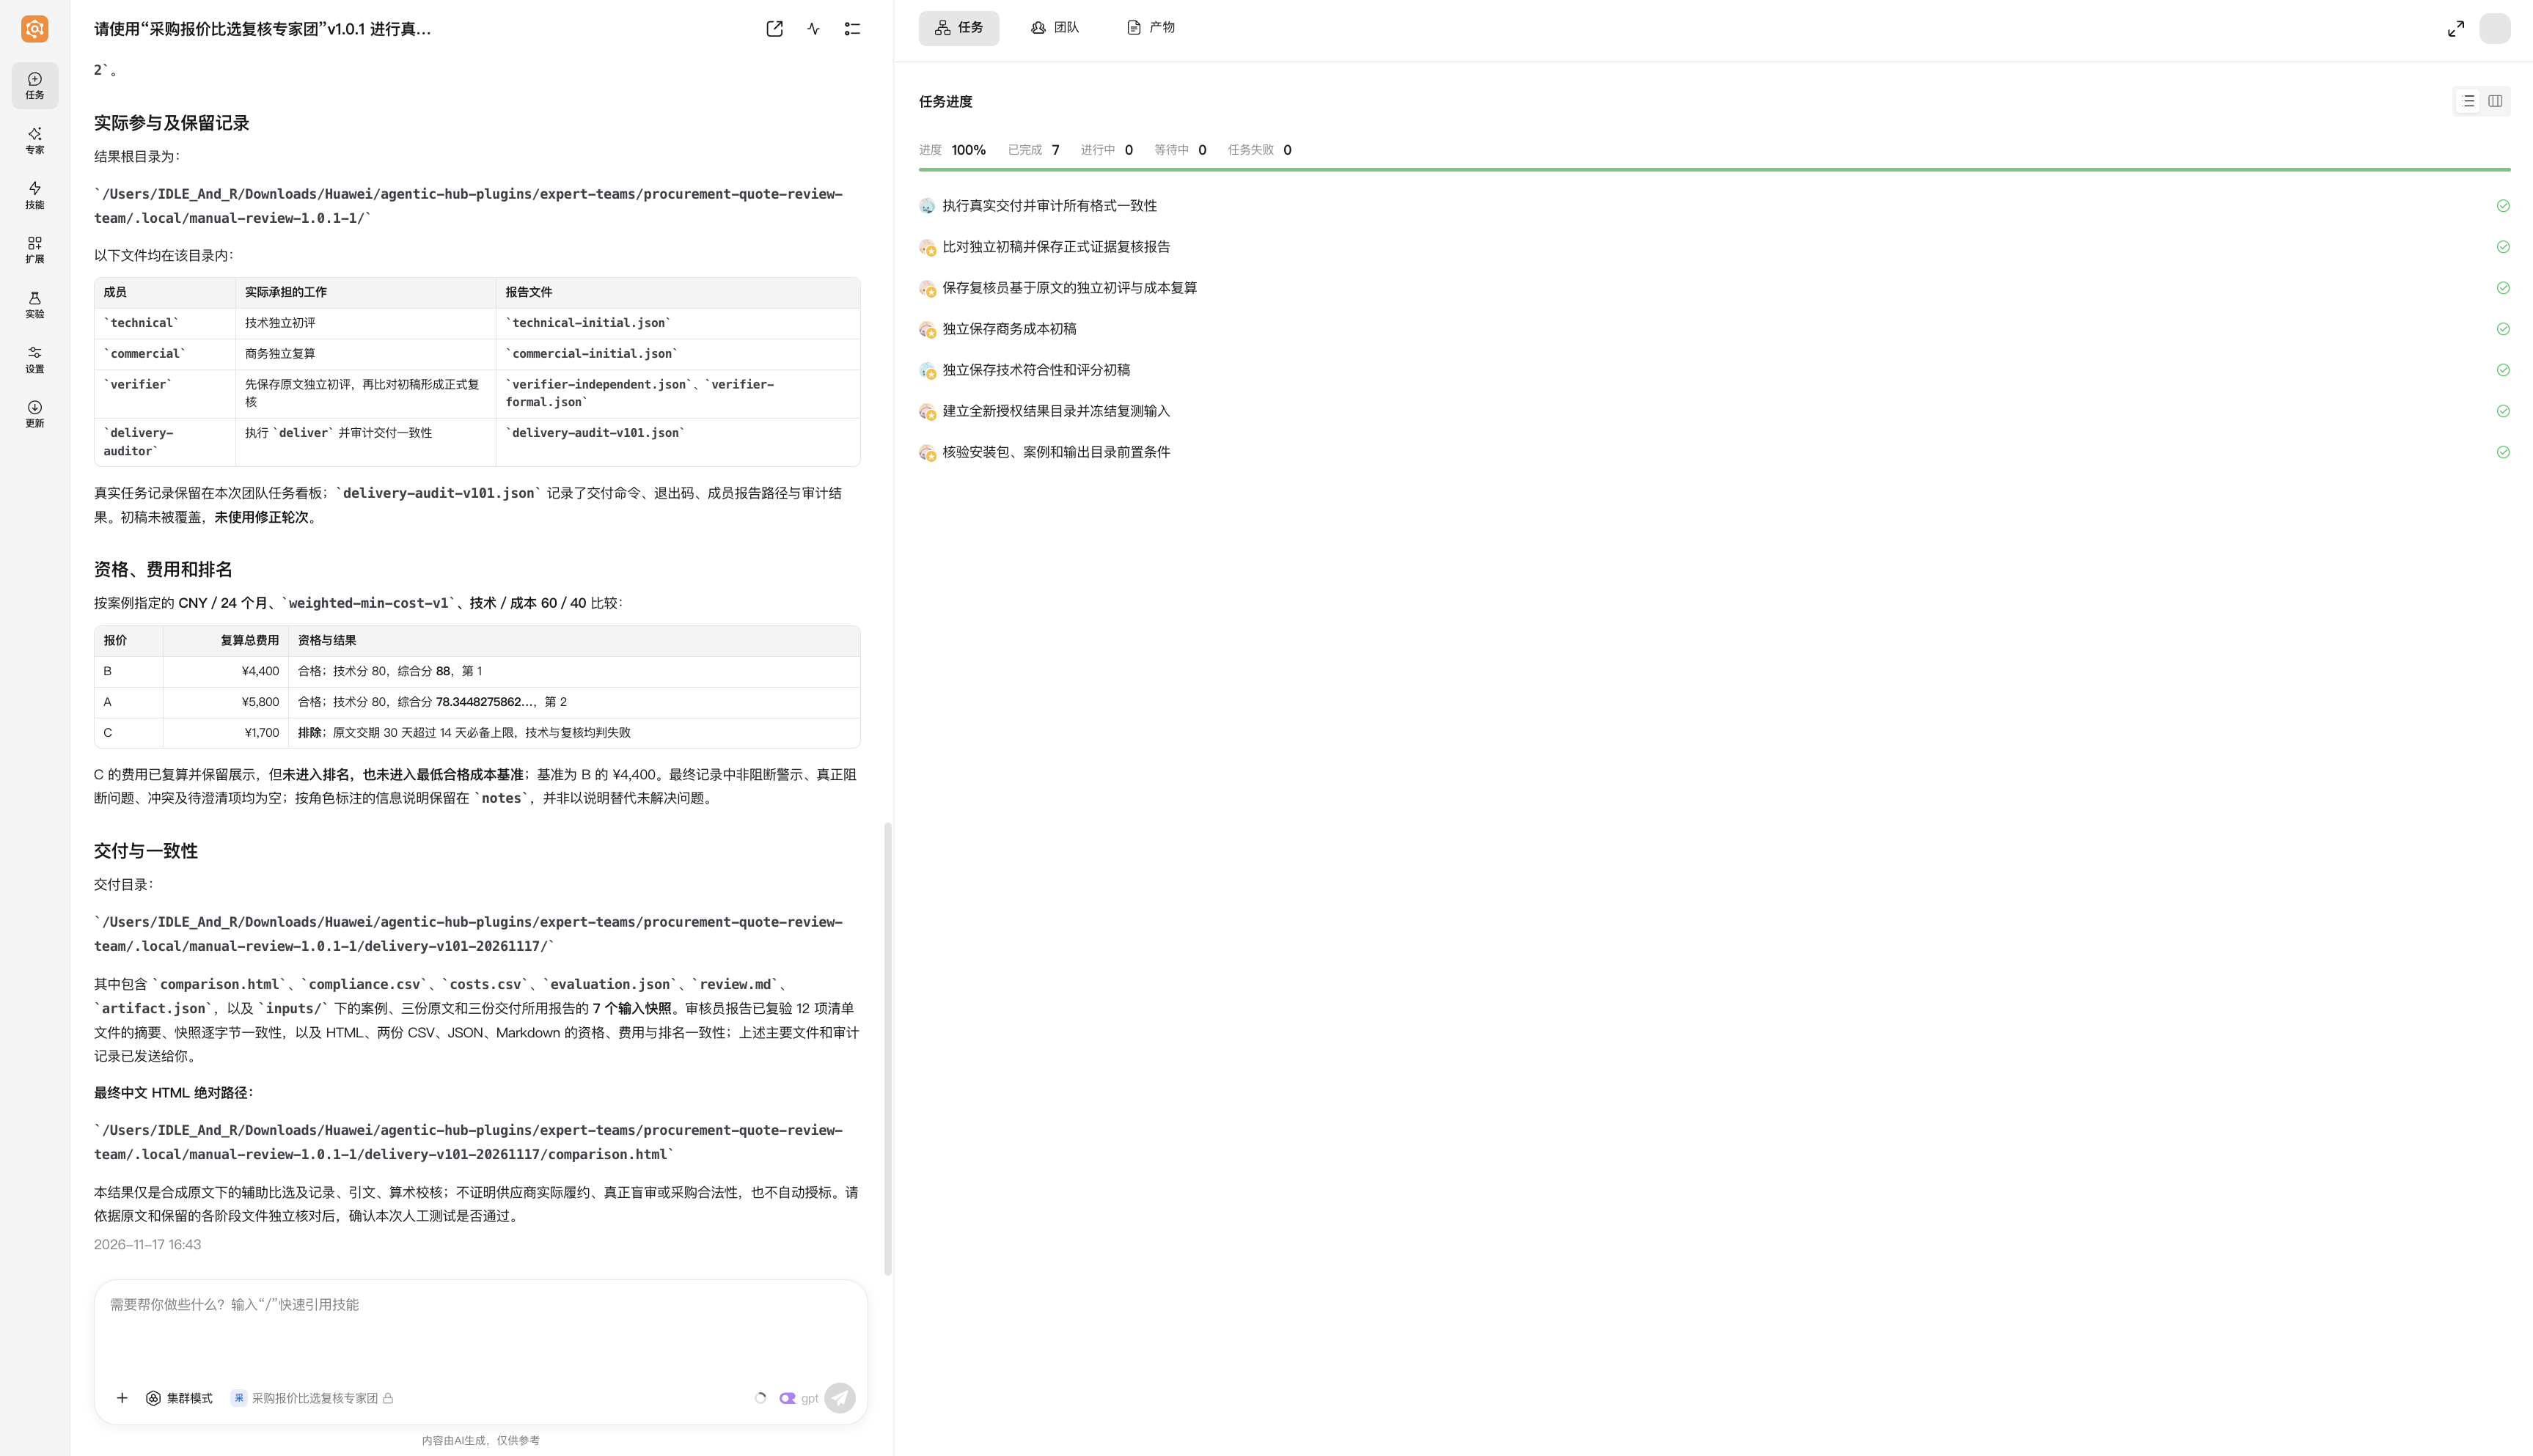 任务
专家
技能
扩展
实验
设置
更新
请使用“采购报价比选复核专家团”v1.0.1 进行真...
2`。
实际参与及保留记录
结果根目录为：
`/Users/IDLE_And_R/Downloads/Huawei/agentic-hub-plugins/expert-teams/procurement-quote-review-
team/.local/manual-review-1.0.1-1/`
以下文件均在该目录内：
成员 实际承担的工作 报告文件
`technical` 技术独立初评 `technical-initial.json`
`commercial` 商务独立复算 `commercial-initial.json`
`verifier` 先保存原文独立初评，再比对初稿形成正式复 `verifier-independent.json`、`verifier-
核 formal.json`
`delivery- 执行 `deliver` 并审计交付一致性 `delivery-audit-v101.json`
auditor`
真实任务记录保留在本次团队任务看板；`delivery-audit-v101.json` 记录了交付命令、退出码、成员报告路径与审计结
果。初稿未被覆盖，未使用修正轮次。
资格、费用和排名
按案例指定的 CNY / 24 个月、`weighted-min-cost-v1`、技术 / 成本 60 / 40 比较：
报价 复算总费用 资格与结果
B ¥4,400 合格；技术分 80，综合分 88，第 1
A ¥5,800 合格；技术分 80，综合分 78.3448275862…，第 2
C ¥1,700 排除；原文交期 30 天超过 14 天必备上限，技术与复核均判失败
C 的费用已复算并保留展示，但未进入排名，也未进入最低合格成本基准；基准为 B 的 ¥4,400。最终记录中非阻断警示、真正阻
断问题、冲突及待澄清项均为空；按角色标注的信息说明保留在 `notes`，并非以说明替代未解决问题。
交付与一致性
交付目录：
`/Users/IDLE_And_R/Downloads/Huawei/agentic-hub-plugins/expert-teams/procurement-quote-review-
team/.local/manual-review-1.0.1-1/delivery-v101-20261117/`
其中包含 `comparison.html`、`compliance.csv`、`costs.csv`、`evaluation.json`、`review.md`、
`artifact.json`，以及 `inputs/` 下的案例、三份原文和三份交付所用报告的 7 个输入快照。审核员报告已复验 12 项清单
文件的摘要、快照逐字节一致性，以及 HTML、两份 CSV、JSON、Markdown 的资格、费用与排名一致性；上述主要文件和审计
记录已发送给你。
最终中文 HTML 绝对路径：
`/Users/IDLE_And_R/Downloads/Huawei/agentic-hub-plugins/expert-teams/procurement-quote-review-
team/.local/manual-review-1.0.1-1/delivery-v101-20261117/comparison.html`
本结果仅是合成原文下的辅助比选及记录、引文、算术校核；不证明供应商实际履约、真正盲审或采购合法性，也不自动授标。请
依据原文和保留的各阶段文件独立核对后，确认本次人工测试是否通过。
2026-11-17 16:43
需要帮你做些什么？输入“/”快速引用技能
集群模式 采 采购报价比选复核专家团 gpt
内容由AI生成，仅供参考
任务 团队 产物
任务进度
进度 100% 已完成 7 进行中 0 等待中 0 任务失败 0
执行真实交付并审计所有格式一致性
比对独立初稿并保存正式证据复核报告
保存复核员基于原文的独立初评与成本复算
独立保存商务成本初稿
独立保存技术符合性和评分初稿
建立全新授权结果目录并冻结复测输入
核验安装包、案例和输出目录前置条件